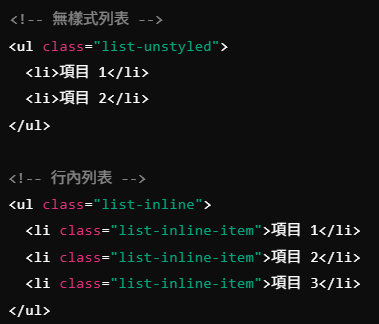 <!-- 無樣式列表 -->
<ul class="list-unstyled">
  <li>項目 1</li>
  <li>項目 2</li>
</ul>

<!-- 行內列表 -->
<ul class="list-inline">
  <li class="list-inline-item">項目 1</li>
  <li class="list-inline-item">項目 2</li>
  <li class="list-inline-item">項目 3</li>
</ul>